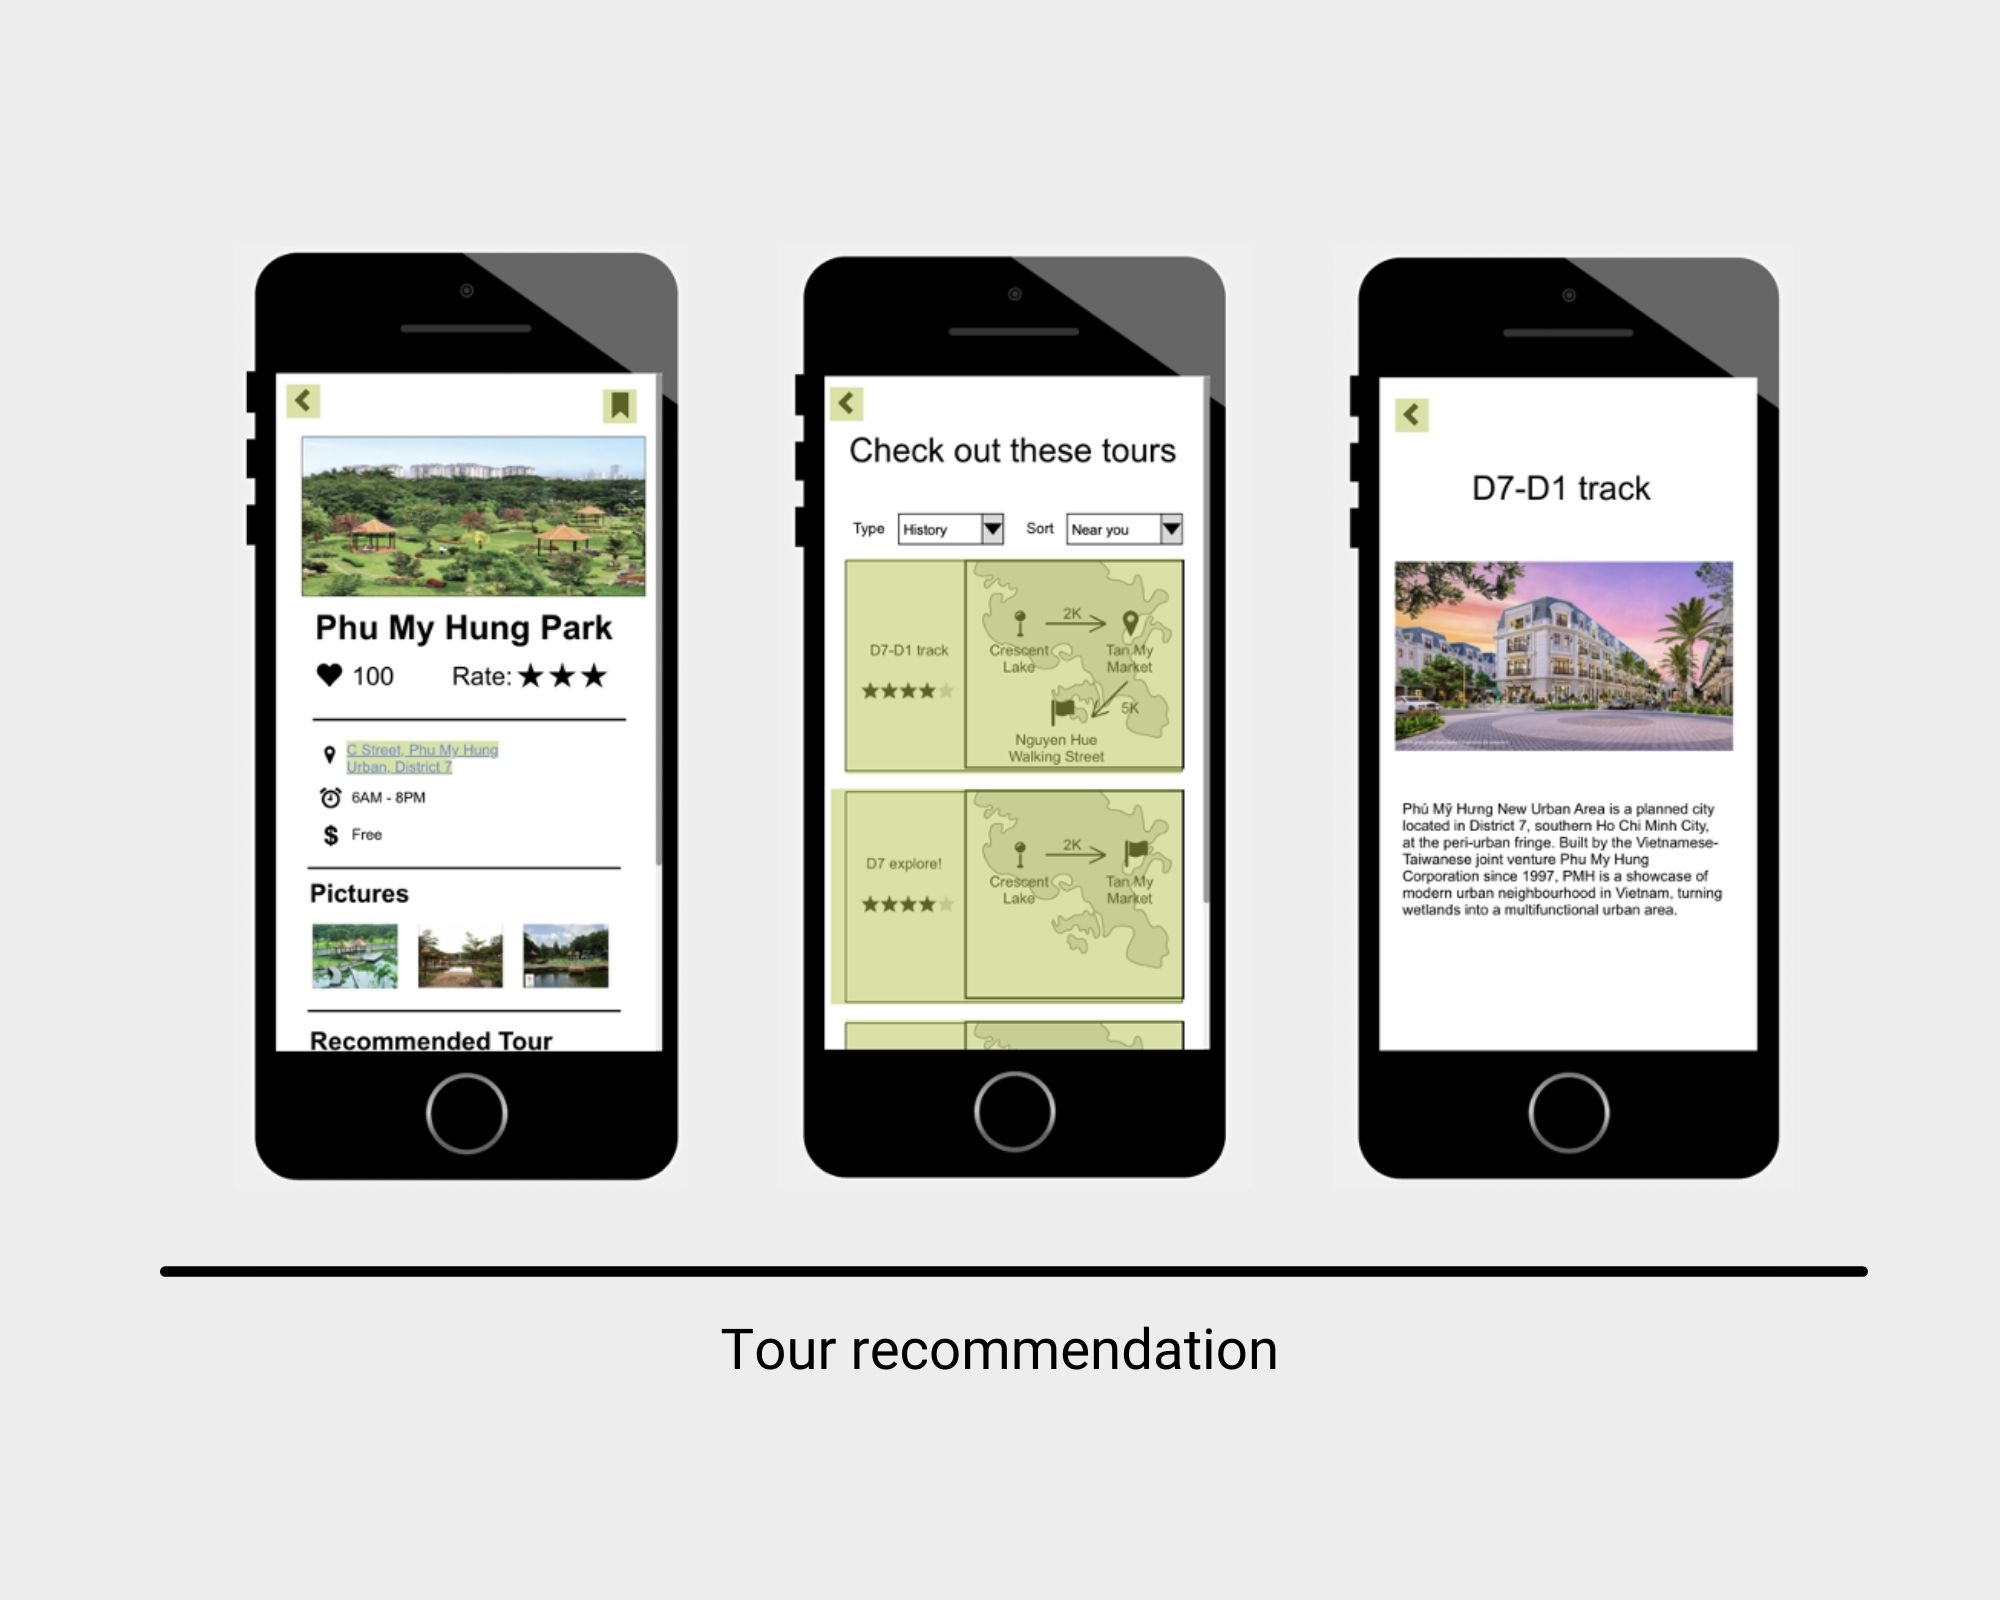 Phu My Hung Park
100
Rate:
C Street, Phu My Hung
Urban, District 7
6AM - 8PM
$ Free
Pictures
Recommended Tour
Check out these tours
Type
History
Sort
Near you
D7-D1 track
2K
Crescent
Lake
Tan My
Market
5K
Nguyen Hue
Walking Street
D7 explore!
2K
Crescent
Lake
Tan My
Market
D7-D1 track
Phú Mỹ Hưng New Urban Area is a planned city
located in District 7, southern Ho Chi Minh City,
at the peri-urban fringe. Built by the Vietnamese-
Taiwanese joint venture Phu My Hung
Corporation since 1997, PMH is a showcase of
modern urban neighbourhood in Vietnam, turning
wetlands into a multifunctional urban area.
Tour recommendation